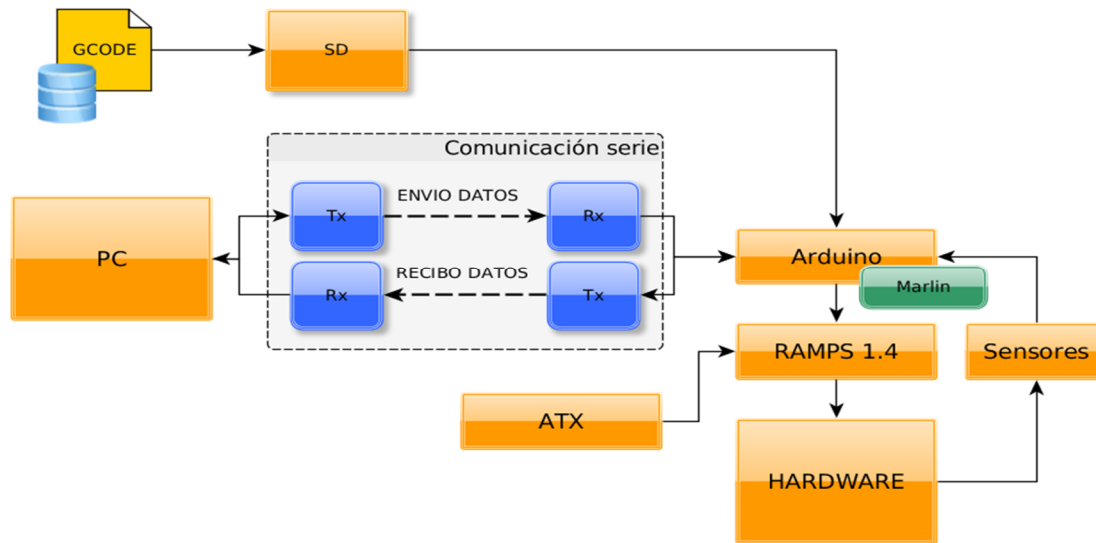 GCODE
SD
Comunicación serie
Tx
ENVIO DATOS
Rx
PC
Rx
RECIBO DATOS
Tx
Arduino
Marlin
RAMPS 1.4
Sensores
ATX
HARDWARE